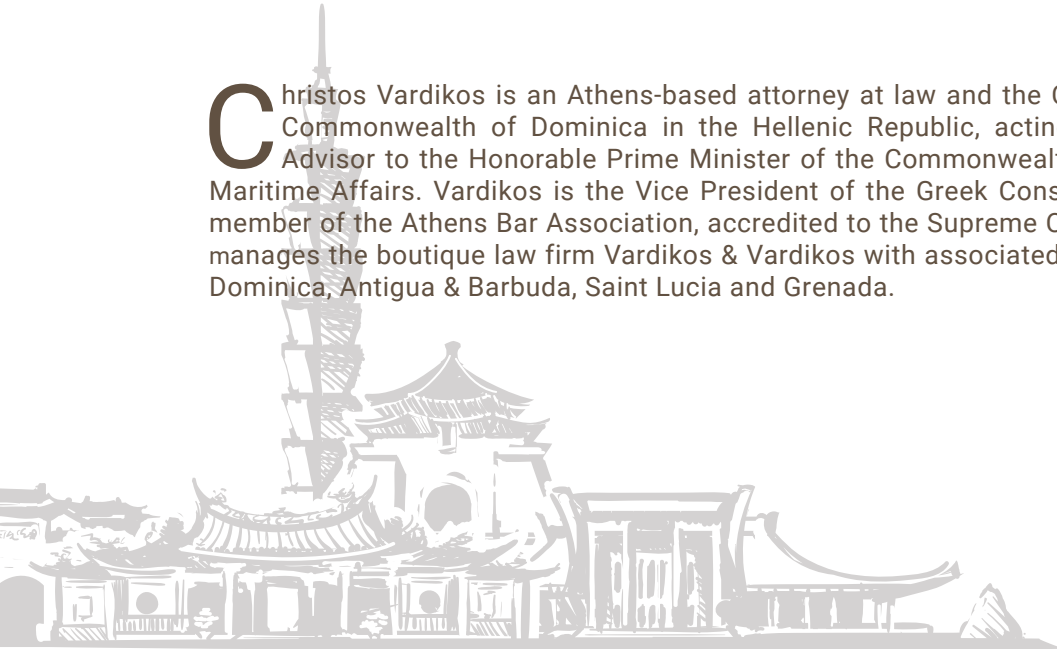 Christos Vardikos is an Athens-based attorney at law and the
Commonwealth of Dominica in the Hellenic Republic,
Advisor to the Honorable Prime Minister of the
Maritime Affairs. Vardikos is the Vice President of the Greek
member of the Athens Bar Association, accredited to the Supreme
manages the boutique law firm Vardikos & Vardikos with associated
Dominica, Antigua & Barbuda, Saint Lucia and Grenada.